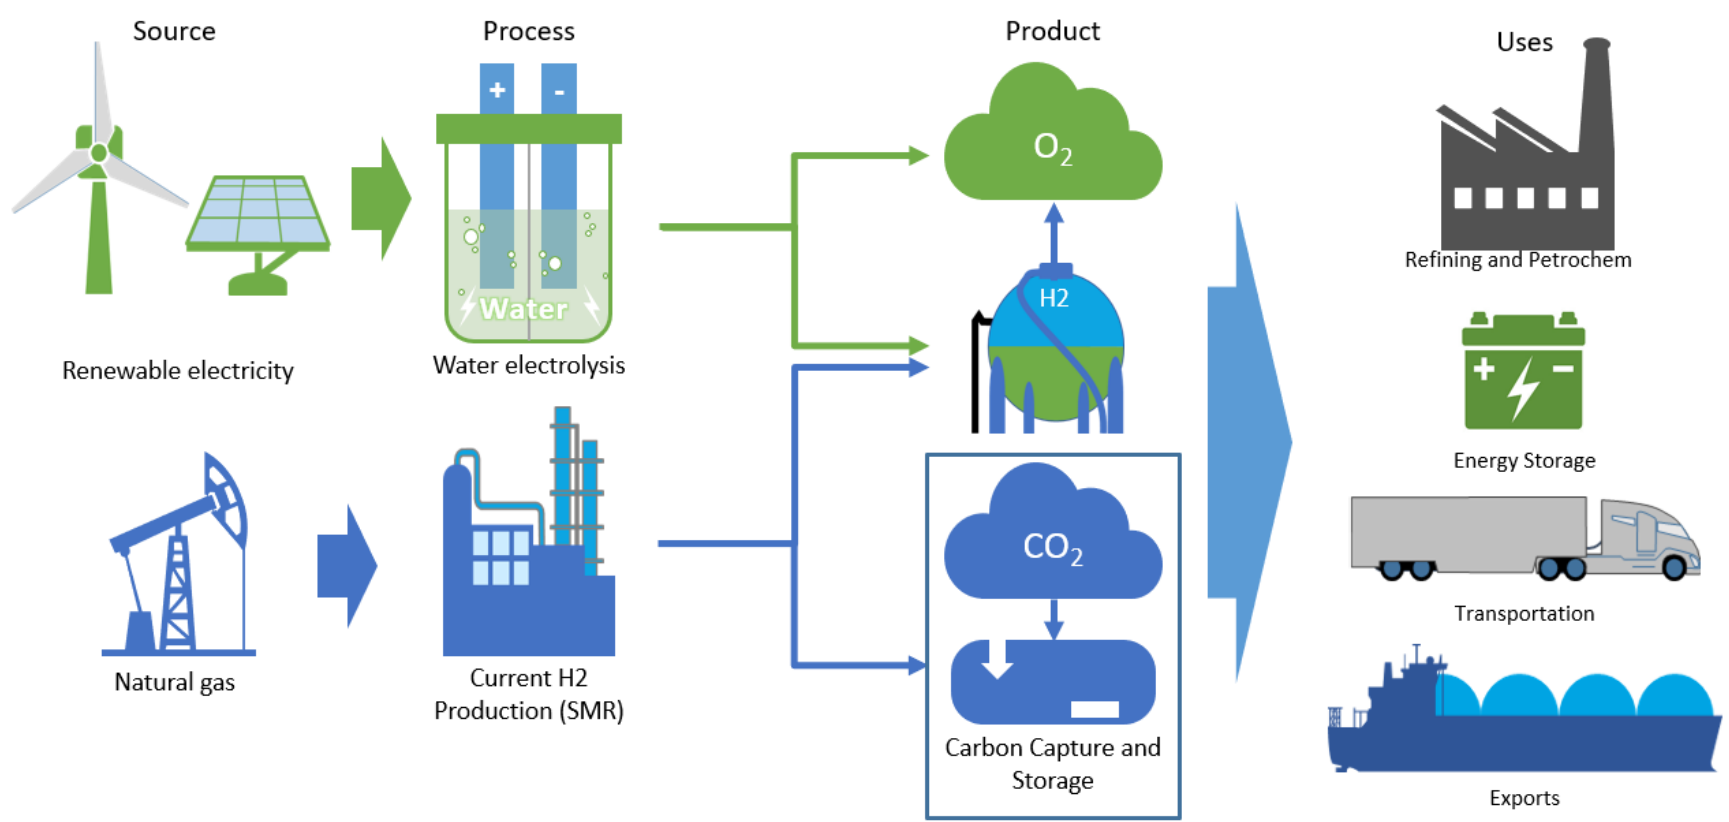 Source
Process
Product
Uses
+ -
Water
Renewable electricity
Water electrolysis
O₂
H2
Refining and Petrochem
+ -
Energy Storage
Natural gas
Current H2
Production (SMR)
CO₂
Carbon Capture and
Storage
Transportation
Exports